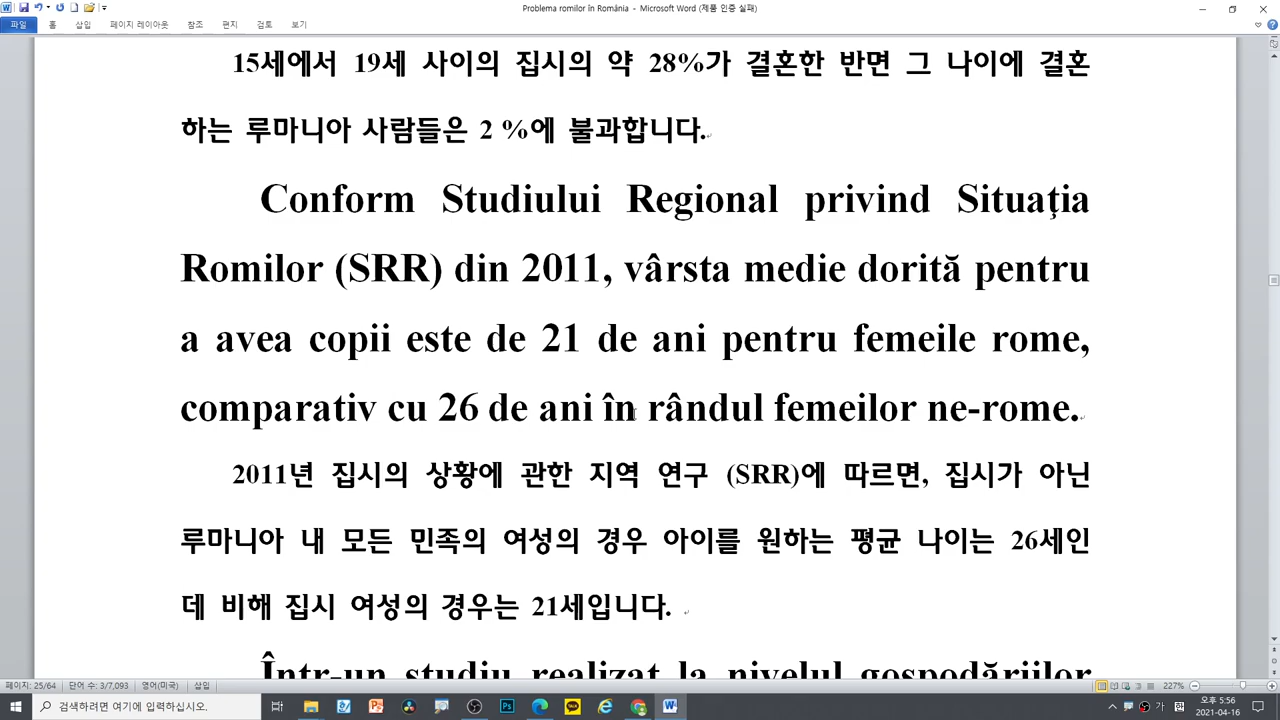 Problema romilor în România - Microsoft Word (제품 인증 실패)
파일 홈 삽입 페이지 레이아웃 참조 편지 검토 보기
15세에서 19세 사이의 집시의 약 28%가 결혼한 반면 그 나이에 결혼
하는 루마니아 사람들은 2 %에 불과합니다.
Conform Studiului Regional privind Situaţia
Romilor (SRR) din 2011, vârsta medie dorită pentru
a avea copii este de 21 de ani pentru femeile rome,
comparativ cu 26 de ani în rândul femeilor ne-rome.
2011년 집시의 상황에 관한 지역 연구 (SRR)에 따르면, 집시가 아닌
루마니아 내 모든 민족의 여성의 경우 아이를 원하는 평균 나이는 26세인
데 비해 집시 여성의 경우는 21세입니다.
Într-un studiu realizat la nivelul gospodăriilor
페이지: 25/64 단어 수: 3/7,093 영어(미국) 삽입 227%
검색하려면 여기에 입력하십시오. 가 오후 5:56
2021-04-16